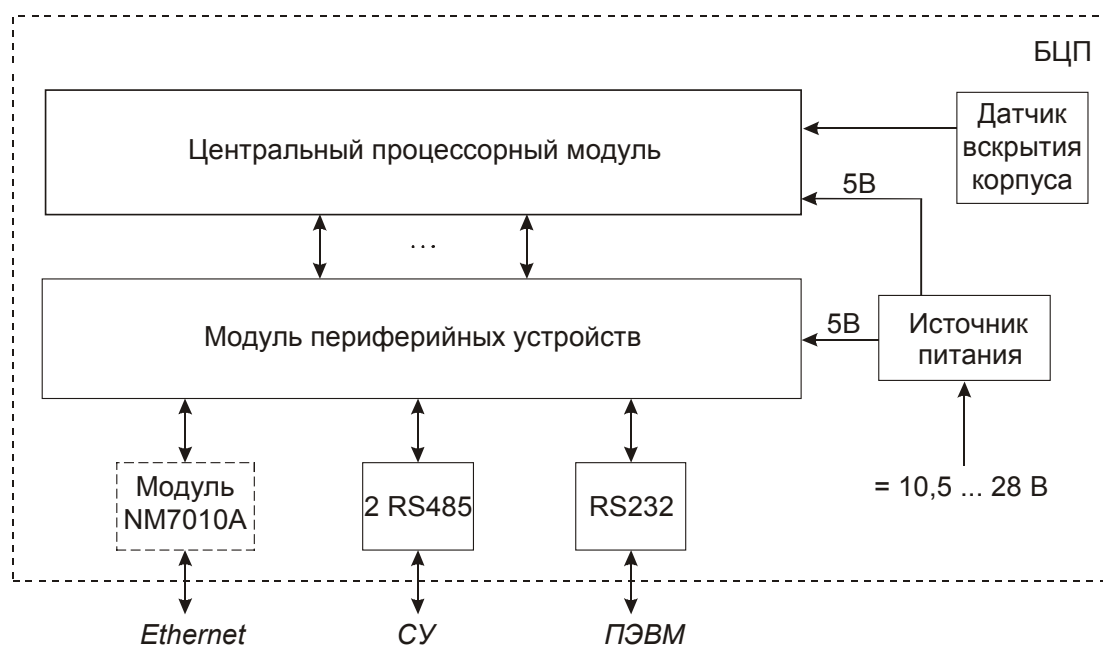 БЦП
Датчик
вскрытия
корпуса
Центральный процессорный модуль
5В
...
Модуль периферийных устройств
5В
Источник
питания
Модуль
NM7010A
2 RS485
RS232
= 10,5 ... 28 В
Ethernet
СУ
ПЭВМ